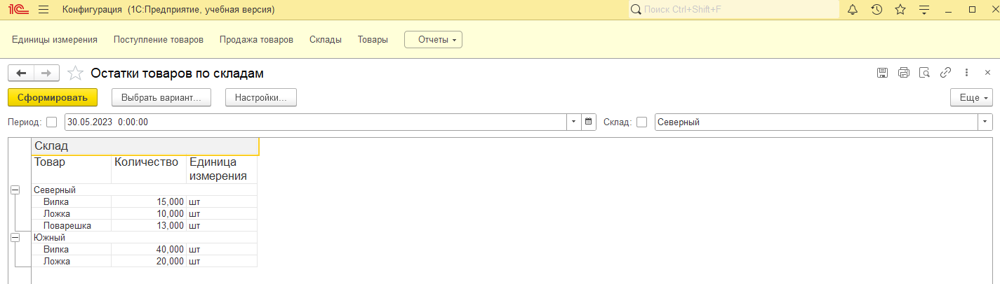 1С Конфигурация (1С:Предприятие, учебная версия) Поиск Ctrl+Shift+F
Единицы измерения Поступление товаров Продажа товаров Склады Товары Отчеты
Остатки товаров по складам
Сформировать Выбрать вариант... Настройки... Еще
Период: 30.05.2023 0:00:00 Склад: Северный
Склад
Товар Количество Единица
измерения
Северный
Вилка 15,000 шт
Ложка 10,000 шт
Поварешка 13,000 шт
Южный
Вилка 40,000 шт
Ложка 20,000 шт